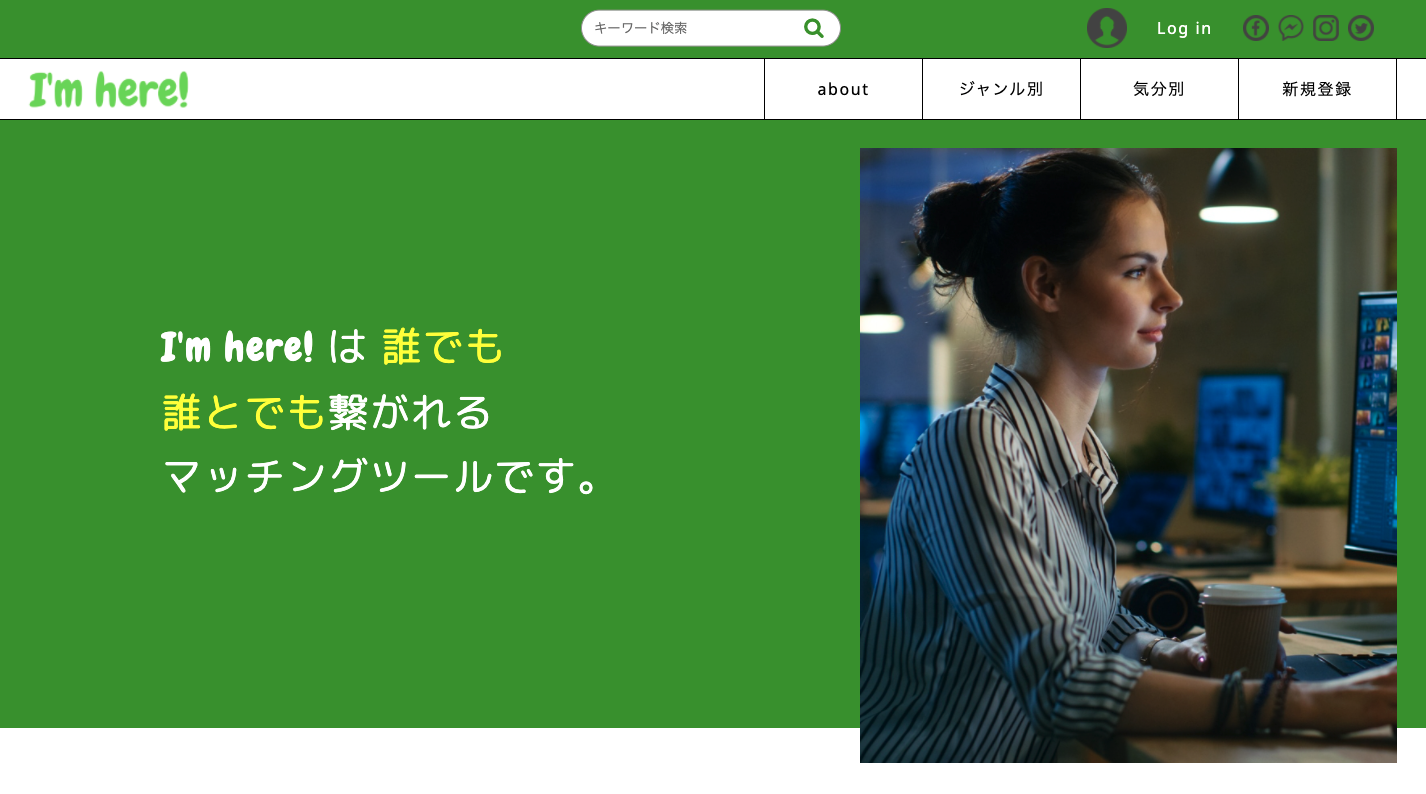 キーワード検索
Log in
I'm here!
about
ジャンル別
気分別
新規登録
I'm here! は 誰でも
誰とでも繋がれる
マッチングツールです。